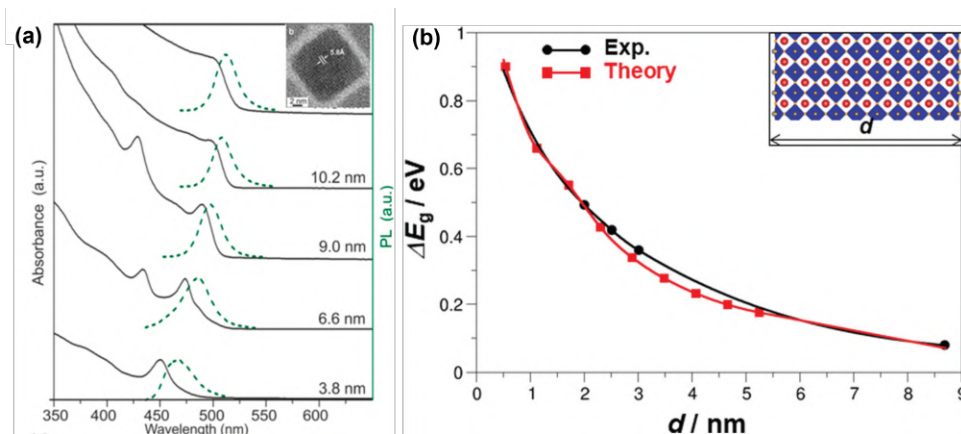 (a)
b
5.8Å
2 nm
10.2 nm
9.0 nm
6.6 nm
3.8 nm
Absorbance (a.u.)
PL (a.u.)
350 400 450 500 550 600
Wavelength (nm)
(b)
Exp.
Theory
d
1
0.8
0.6
0.4
0.2
0
ΔEg / eV
0 1 2 3 4 5 6 7 8 9
d / nm